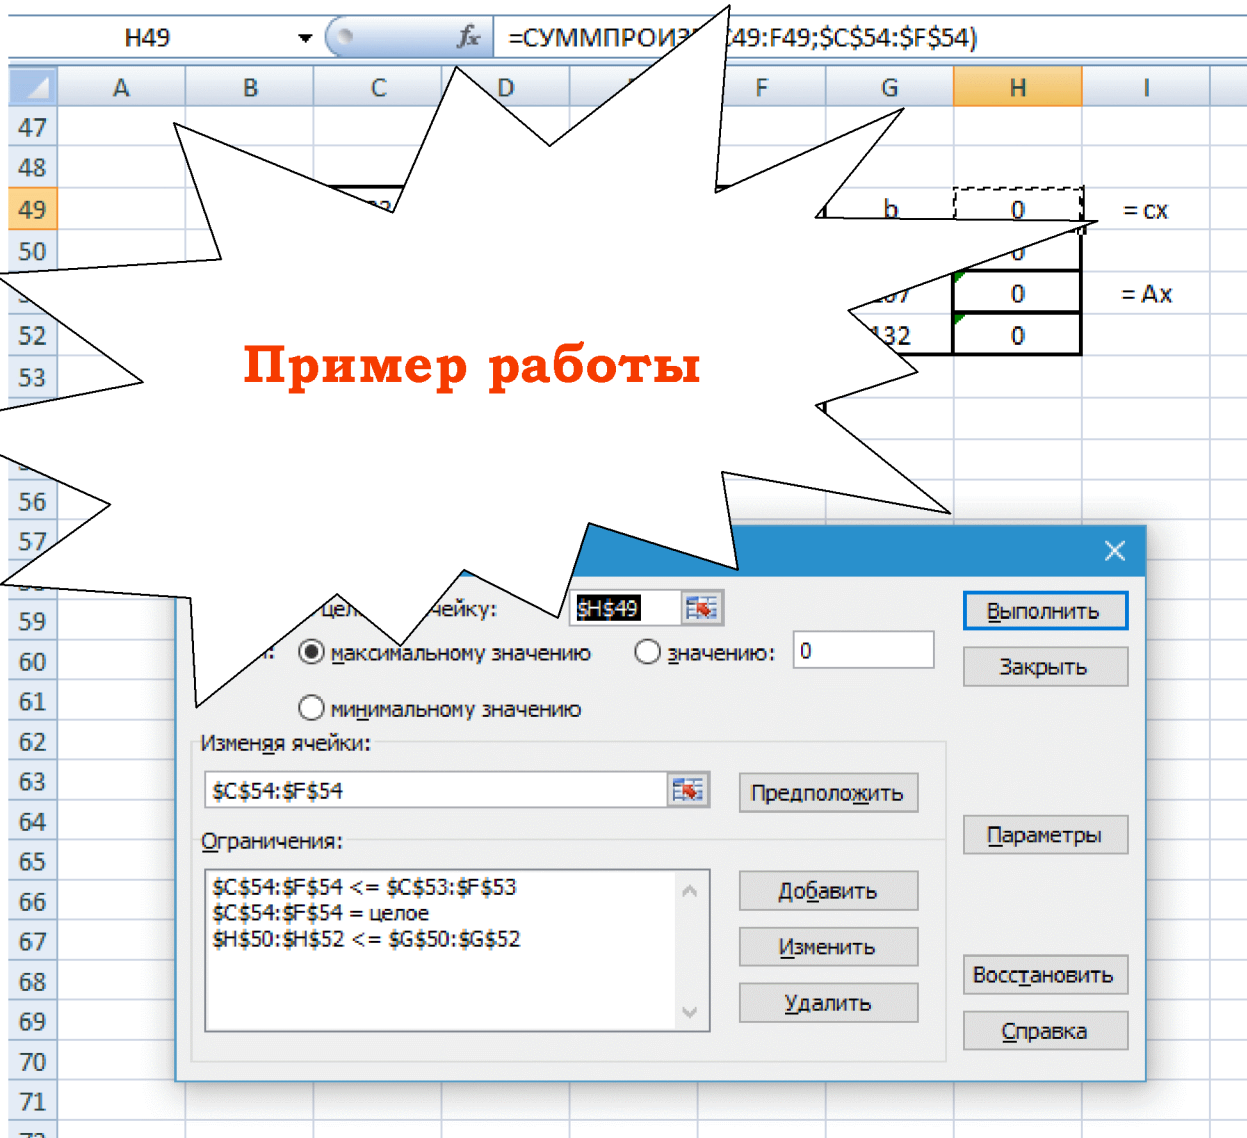 H49 fx =СУММПРОИЗ 49:F49;$C$54:$F$54)
A B C D F G H I
47
48
49 b 0 = cx
50 0
0 = Ax
52 132 0
53
56
57
59
60
61
62
63
64
65
66
67
68
69
70
71
Пример работы
$H$49
Выполнить
максимальному значению
значению: 0
Закрыть
минимальному значению
Изменяя ячейки:
$C$54:$F$54
Предположить
Параметры
Ограничения:
$C$54:$F$54 <= $C$53:$F$53
$C$54:$F$54 = целое
$H$50:$H$52 <= $G$50:$G$52
Добавить
Изменить
Удалить
Восстановить
Справка